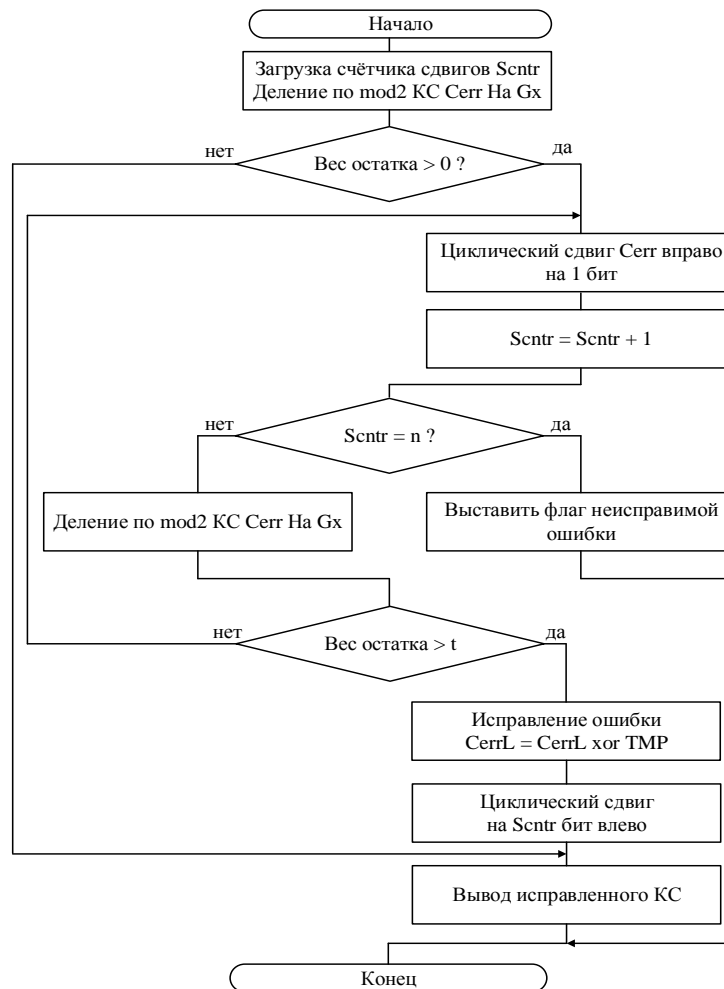 Начало
Загрузка счётчика сдвигов Scntr
Деление по mod2 КС Cerr На Gx
нет
да
Вес остатка > 0 ?
Циклический сдвиг Cerr вправо
на 1 бит
Scntr = Scntr + 1
нет
да
Scntr = n ?
Деление по mod2 КС Cerr На Gx
Выставить флаг неисправимой
ошибки
нет
да
Вес остатка > t
Исправление ошибки
CerrL = CerrL xor TMP
Циклический сдвиг
на Scntr бит влево
Вывод исправленного КС
Конец